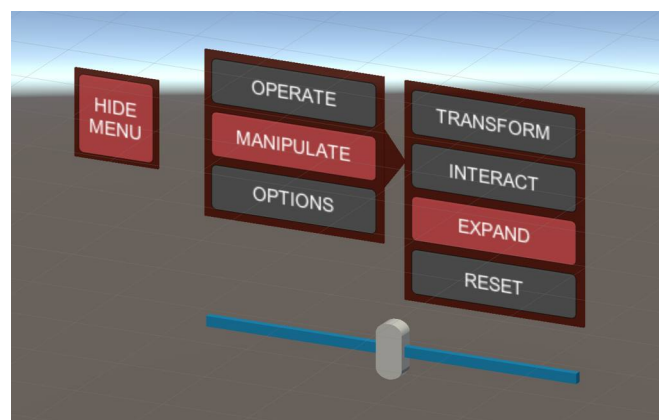 HIDE
MENU
OPERATE
MANIPULATE
OPTIONS
TRANSFORM
INTERACT
EXPAND
RESET